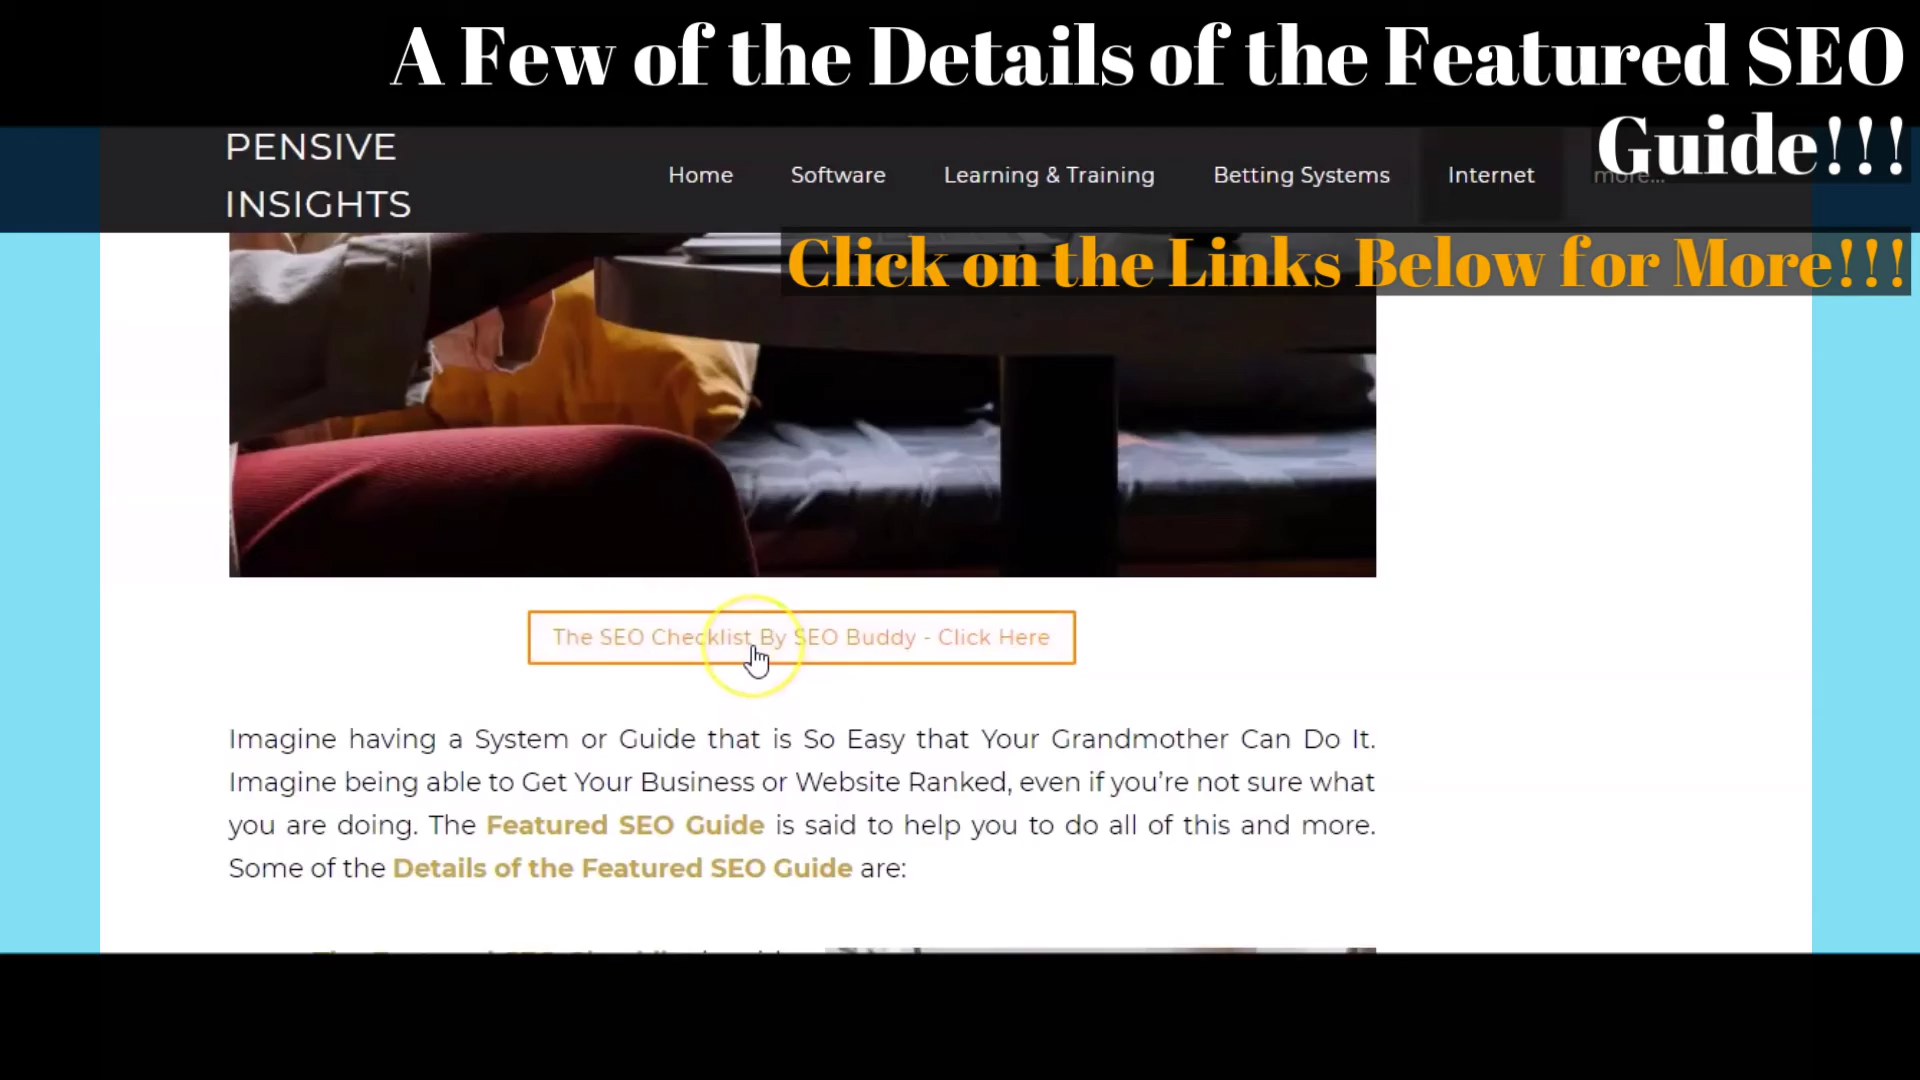 A Few of the Details of the Featured SEO
Guide!!!
PENSIVE
INSIGHTS
Home
Software
Learning & Training
Betting Systems
Internet
more...
Click on the Links Below for More!!!
The SEO Checklist By SEO Buddy - Click Here
Imagine having a System or Guide that is So Easy that Your Grandmother Can Do It.
Imagine being able to Get Your Business or Website Ranked, even if you’re not sure what
you are doing. The Featured SEO Guide is said to help you to do all of this and more.
Some of the Details of the Featured SEO Guide are: